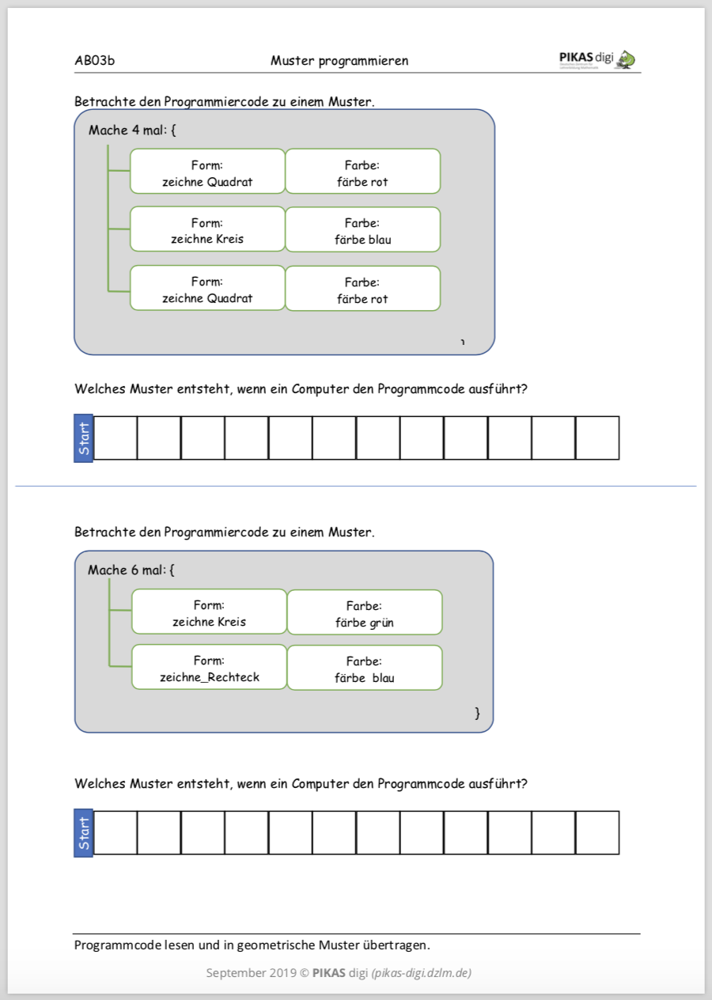 AB03b Muster programmieren PIKAS digi
Betrachte den Programmiercode zu einem Muster.
Mache 4 mal: {
Form: Farbe:
zeichne Quadrat färbe rot
Form: Farbe:
zeichne Kreis färbe blau
Form: Farbe:
zeichne Quadrat färbe rot
Welches Muster entsteht, wenn ein Computer den Programmcode ausführt?
Start
Betrachte den Programmiercode zu einem Muster.
Mache 6 mal: {
Form: Farbe:
zeichne Kreis färbe grün
Form: Farbe:
zeichne_Rechteck färbe  blau
}
Welches Muster entsteht, wenn ein Computer den Programmcode ausführt?
Start
Programmcode lesen und in geometrische Muster übertragen.
September 2019 © PIKAS digi (pikas-digi.dzlm.de)